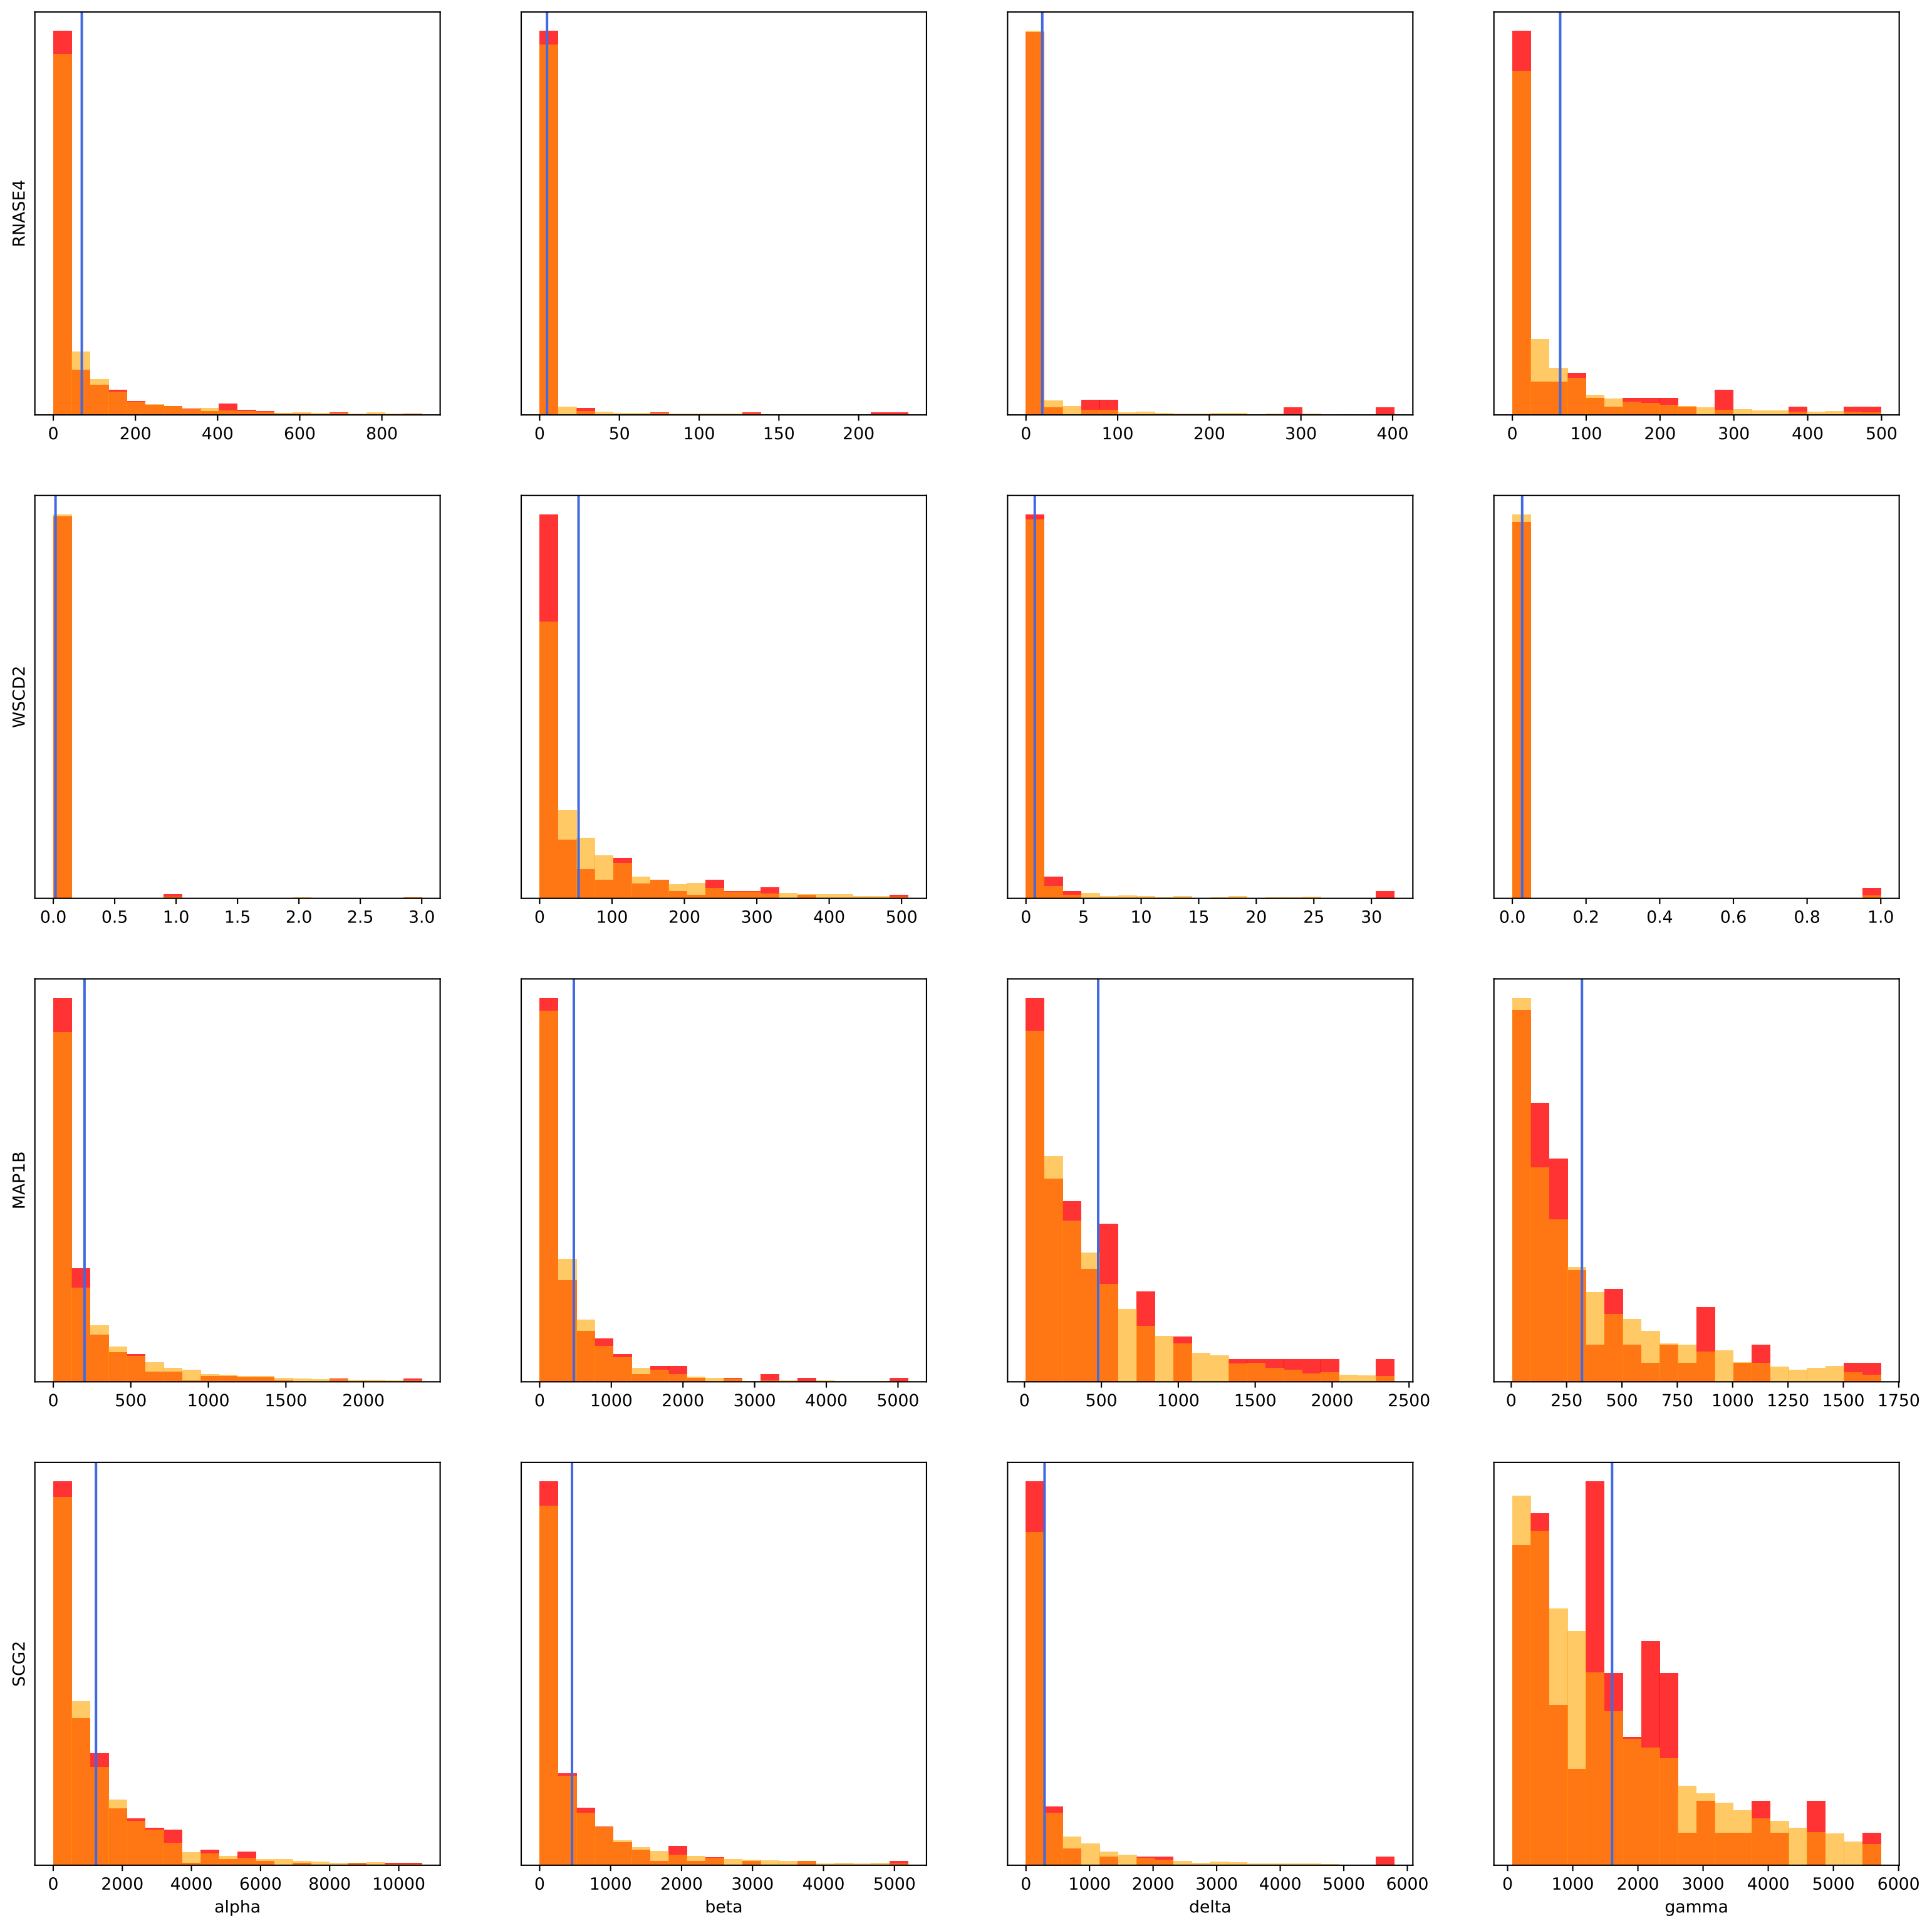 RNASE4
0 200 400 600 800
0 50 100 150 200
0 100 200 300 400
0 100 200 300 400 500
WSCD2
0.0 0.5 1.0 1.5 2.0 2.5 3.0
0 100 200 300 400 500
0 5 10 15 20 25 30
0.0 0.2 0.4 0.6 0.8 1.0
MAP1B
0 500 1000 1500 2000
0 1000 2000 3000 4000 5000
0 500 1000 1500 2000 2500
0 250 500 750 1000 1250 1500 1750
SCG2
0 2000 4000 6000 8000 10000
alpha
0 1000 2000 3000 4000 5000
beta
0 1000 2000 3000 4000 5000 6000
delta
0 1000 2000 3000 4000 5000 6000
gamma